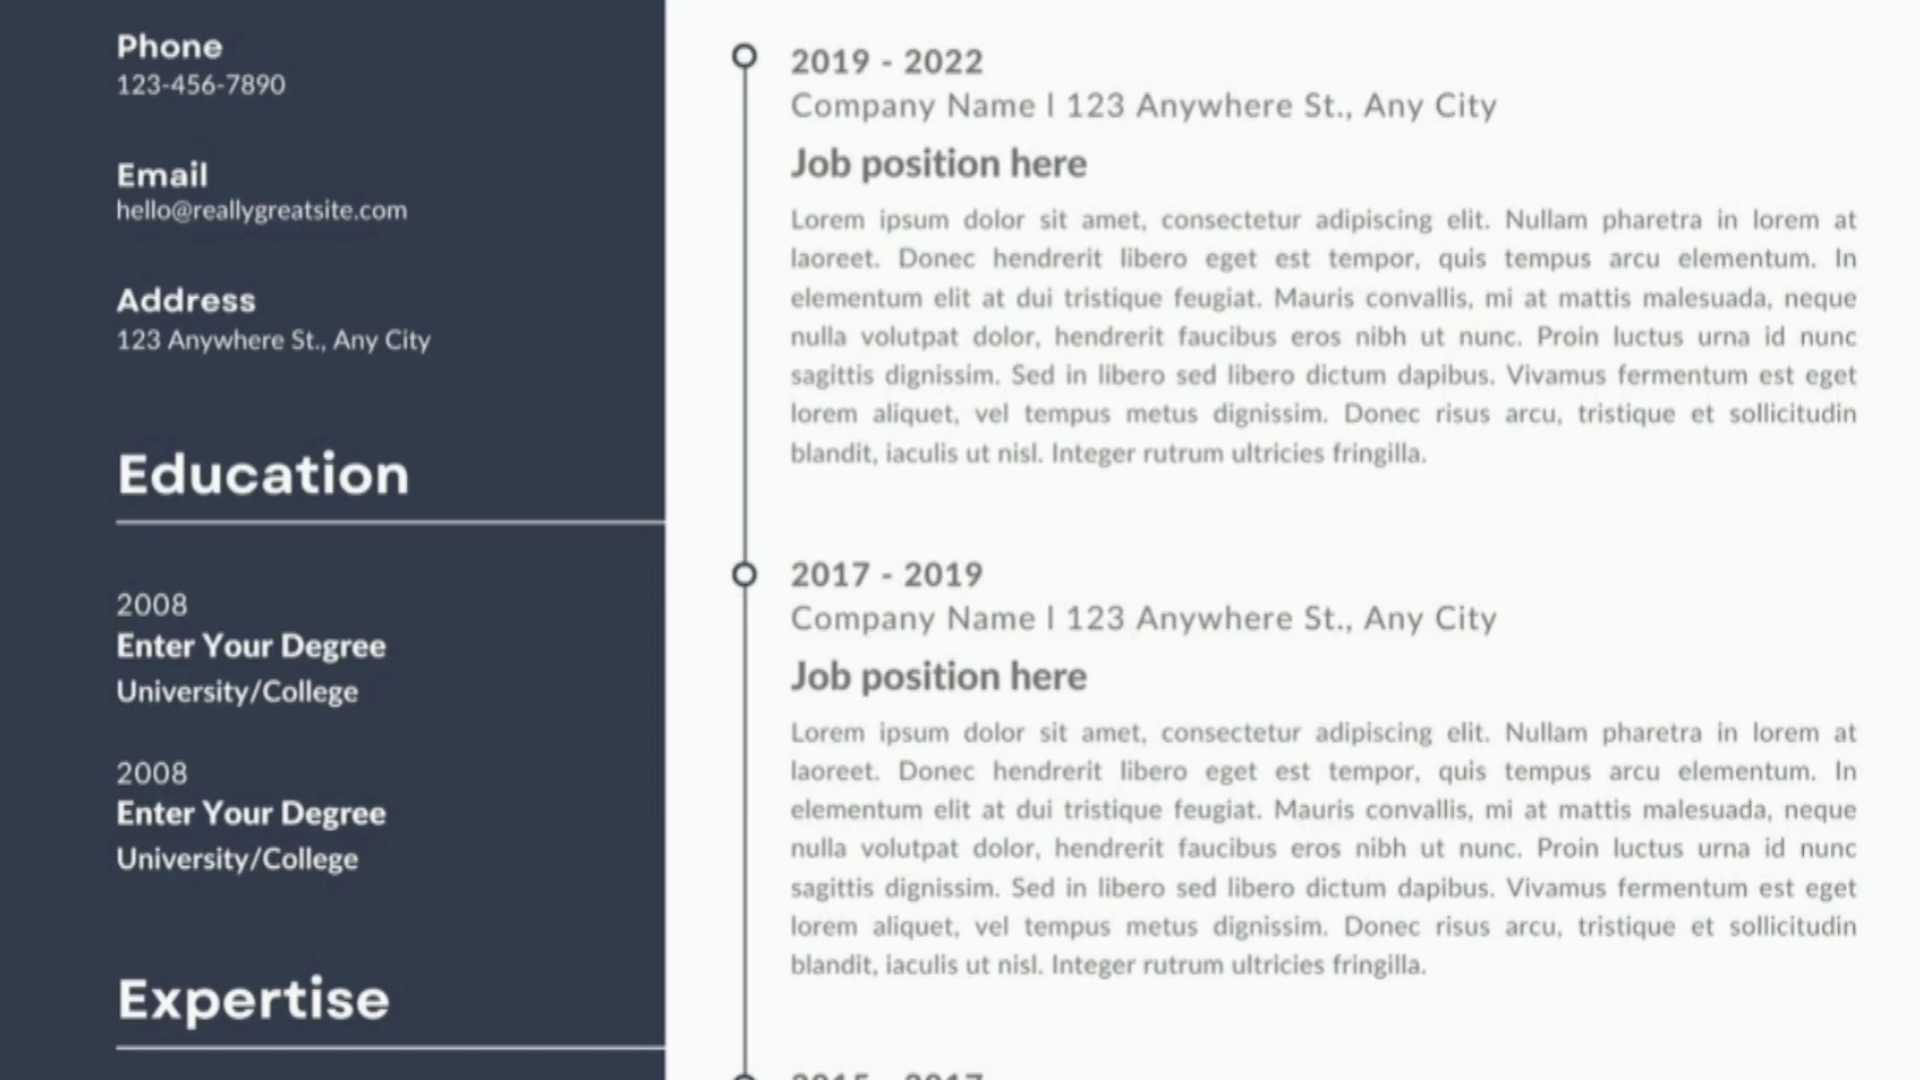 Phone
123-456-7890
Email
hello@reallygreatsite.com
Address
123 Anywhere St., Any City
Education
2008
Enter Your Degree
University/College
2008
Enter Your Degree
University/College
Expertise
2019 - 2022
Company Name l 123 Anywhere St., Any City
Job position here
Lorem ipsum dolor sit amet, consectetur adipiscing elit. Nullam pharetra in lorem at
laoreet. Donec hendrerit libero eget est tempor, quis tempus arcu elementum. In
elementum elit at dui tristique feugiat. Mauris convallis, mi at mattis malesuada, neque
nulla volutpat dolor, hendrerit faucibus eros nibh ut nunc. Proin luctus urna id nunc
sagittis dignissim. Sed in libero sed libero dictum dapibus. Vivamus fermentum est eget
lorem aliquet, vel tempus metus dignissim. Donec risus arcu, tristique et sollicitudin
blandit, iaculis ut nisl. Integer rutrum ultricies fringilla.
2017 - 2019
Company Name l 123 Anywhere St., Any City
Job position here
Lorem ipsum dolor sit amet, consectetur adipiscing elit. Nullam pharetra in lorem at
laoreet. Donec hendrerit libero eget est tempor, quis tempus arcu elementum. In
elementum elit at dui tristique feugiat. Mauris convallis, mi at mattis malesuada, neque
nulla volutpat dolor, hendrerit faucibus eros nibh ut nunc. Proin luctus urna id nunc
sagittis dignissim. Sed in libero sed libero dictum dapibus. Vivamus fermentum est eget
lorem aliquet, vel tempus metus dignissim. Donec risus arcu, tristique et sollicitudin
blandit, iaculis ut nisl. Integer rutrum ultricies fringilla.